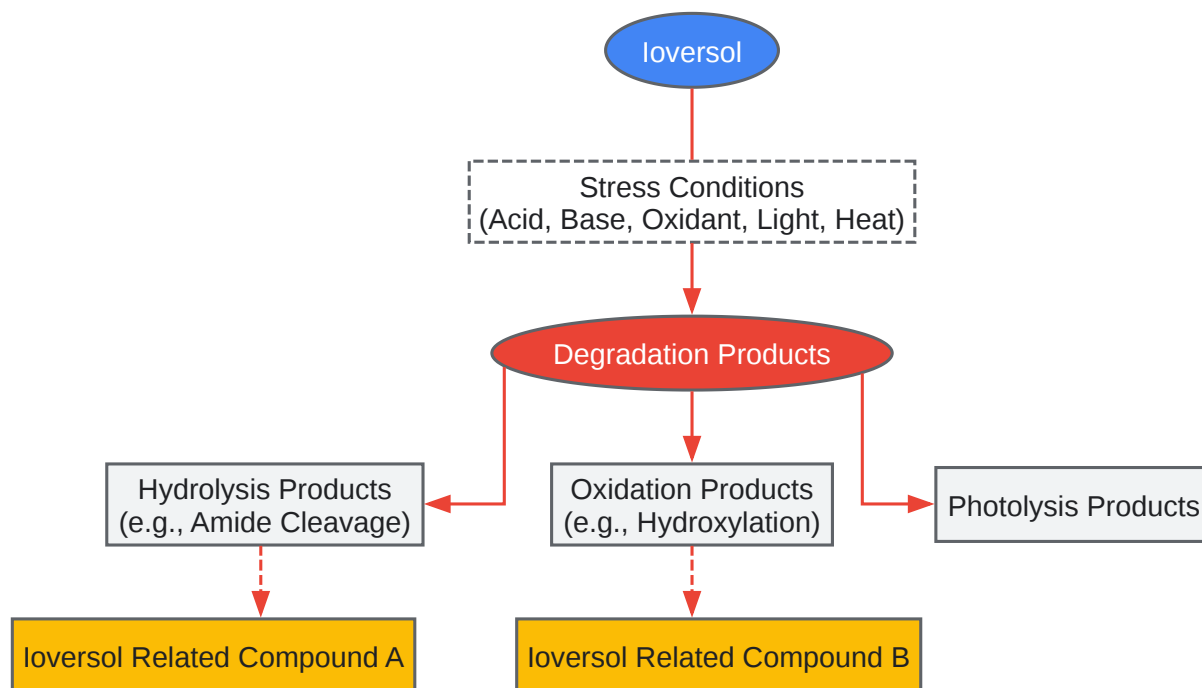 Ioversol
Stress Conditions
(Acid, Base, Oxidant, Light, Heat)
Degradation Products
Hydrolysis Products
(e.g., Amide Cleavage)
Oxidation Products
(e.g., Hydroxylation)
Photolysis Products
Ioversol Related Compound A
Ioversol Related Compound B